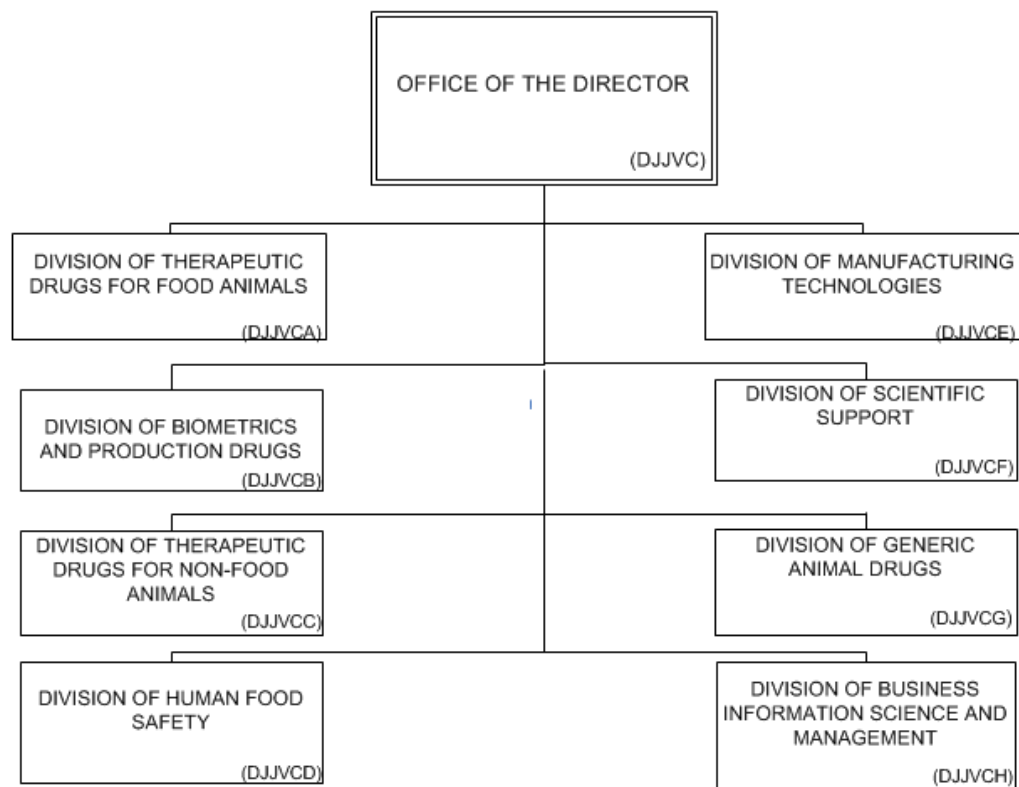 OFFICE OF THE DIRECTOR
(DJJVC)
DIVISION OF THERAPEUTIC
DRUGS FOR FOOD ANIMALS
(DJJVCA)
DIVISION OF MANUFACTURING
TECHNOLOGIES
(DJJVCE)
DIVISION OF BIOMETRICS
AND PRODUCTION DRUGS
(DJJVCB)
DIVISION OF SCIENTIFIC
SUPPORT
(DJJVCF)
DIVISION OF THERAPEUTIC
DRUGS FOR NON-FOOD
ANIMALS
(DJJVCC)
DIVISION OF GENERIC
ANIMAL DRUGS
(DJJVCG)
DIVISION OF HUMAN FOOD
SAFETY
(DJJVCD)
DIVISION OF BUSINESS
INFORMATION SCIENCE AND
MANAGEMENT
(DJJVCH)